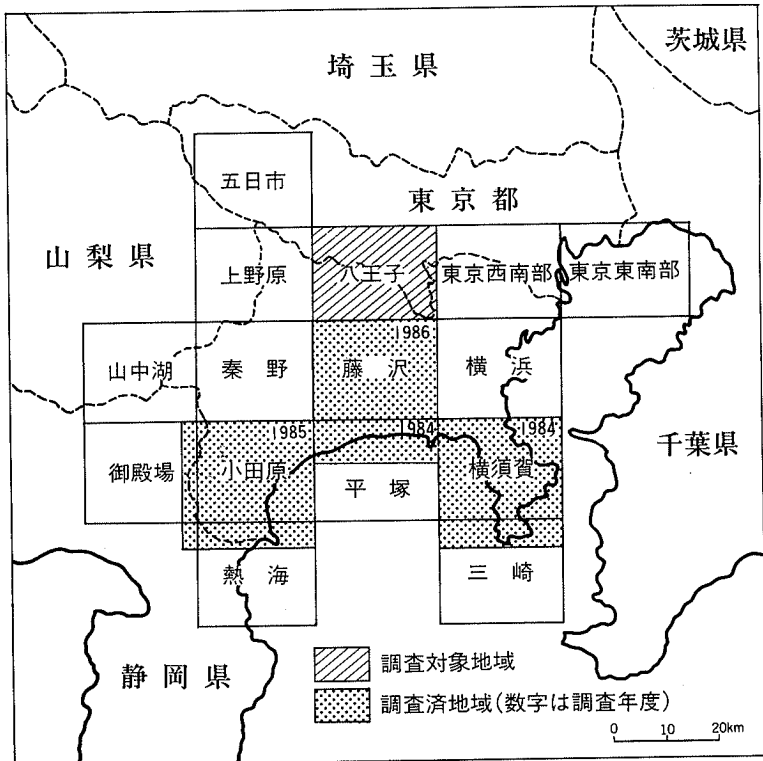 茨城県
埼玉県
五日市
東京都
山梨県
上野原
八王子
東京西南部
東京東南部
1986
山中湖
秦野
藤沢
横浜
1985
1984
1984
千葉県
御殿場
小田原
横須賀
平塚
熱海
三崎
静岡県
調査対象地域
調査済地域(数字は調査年度)
0 10 20km